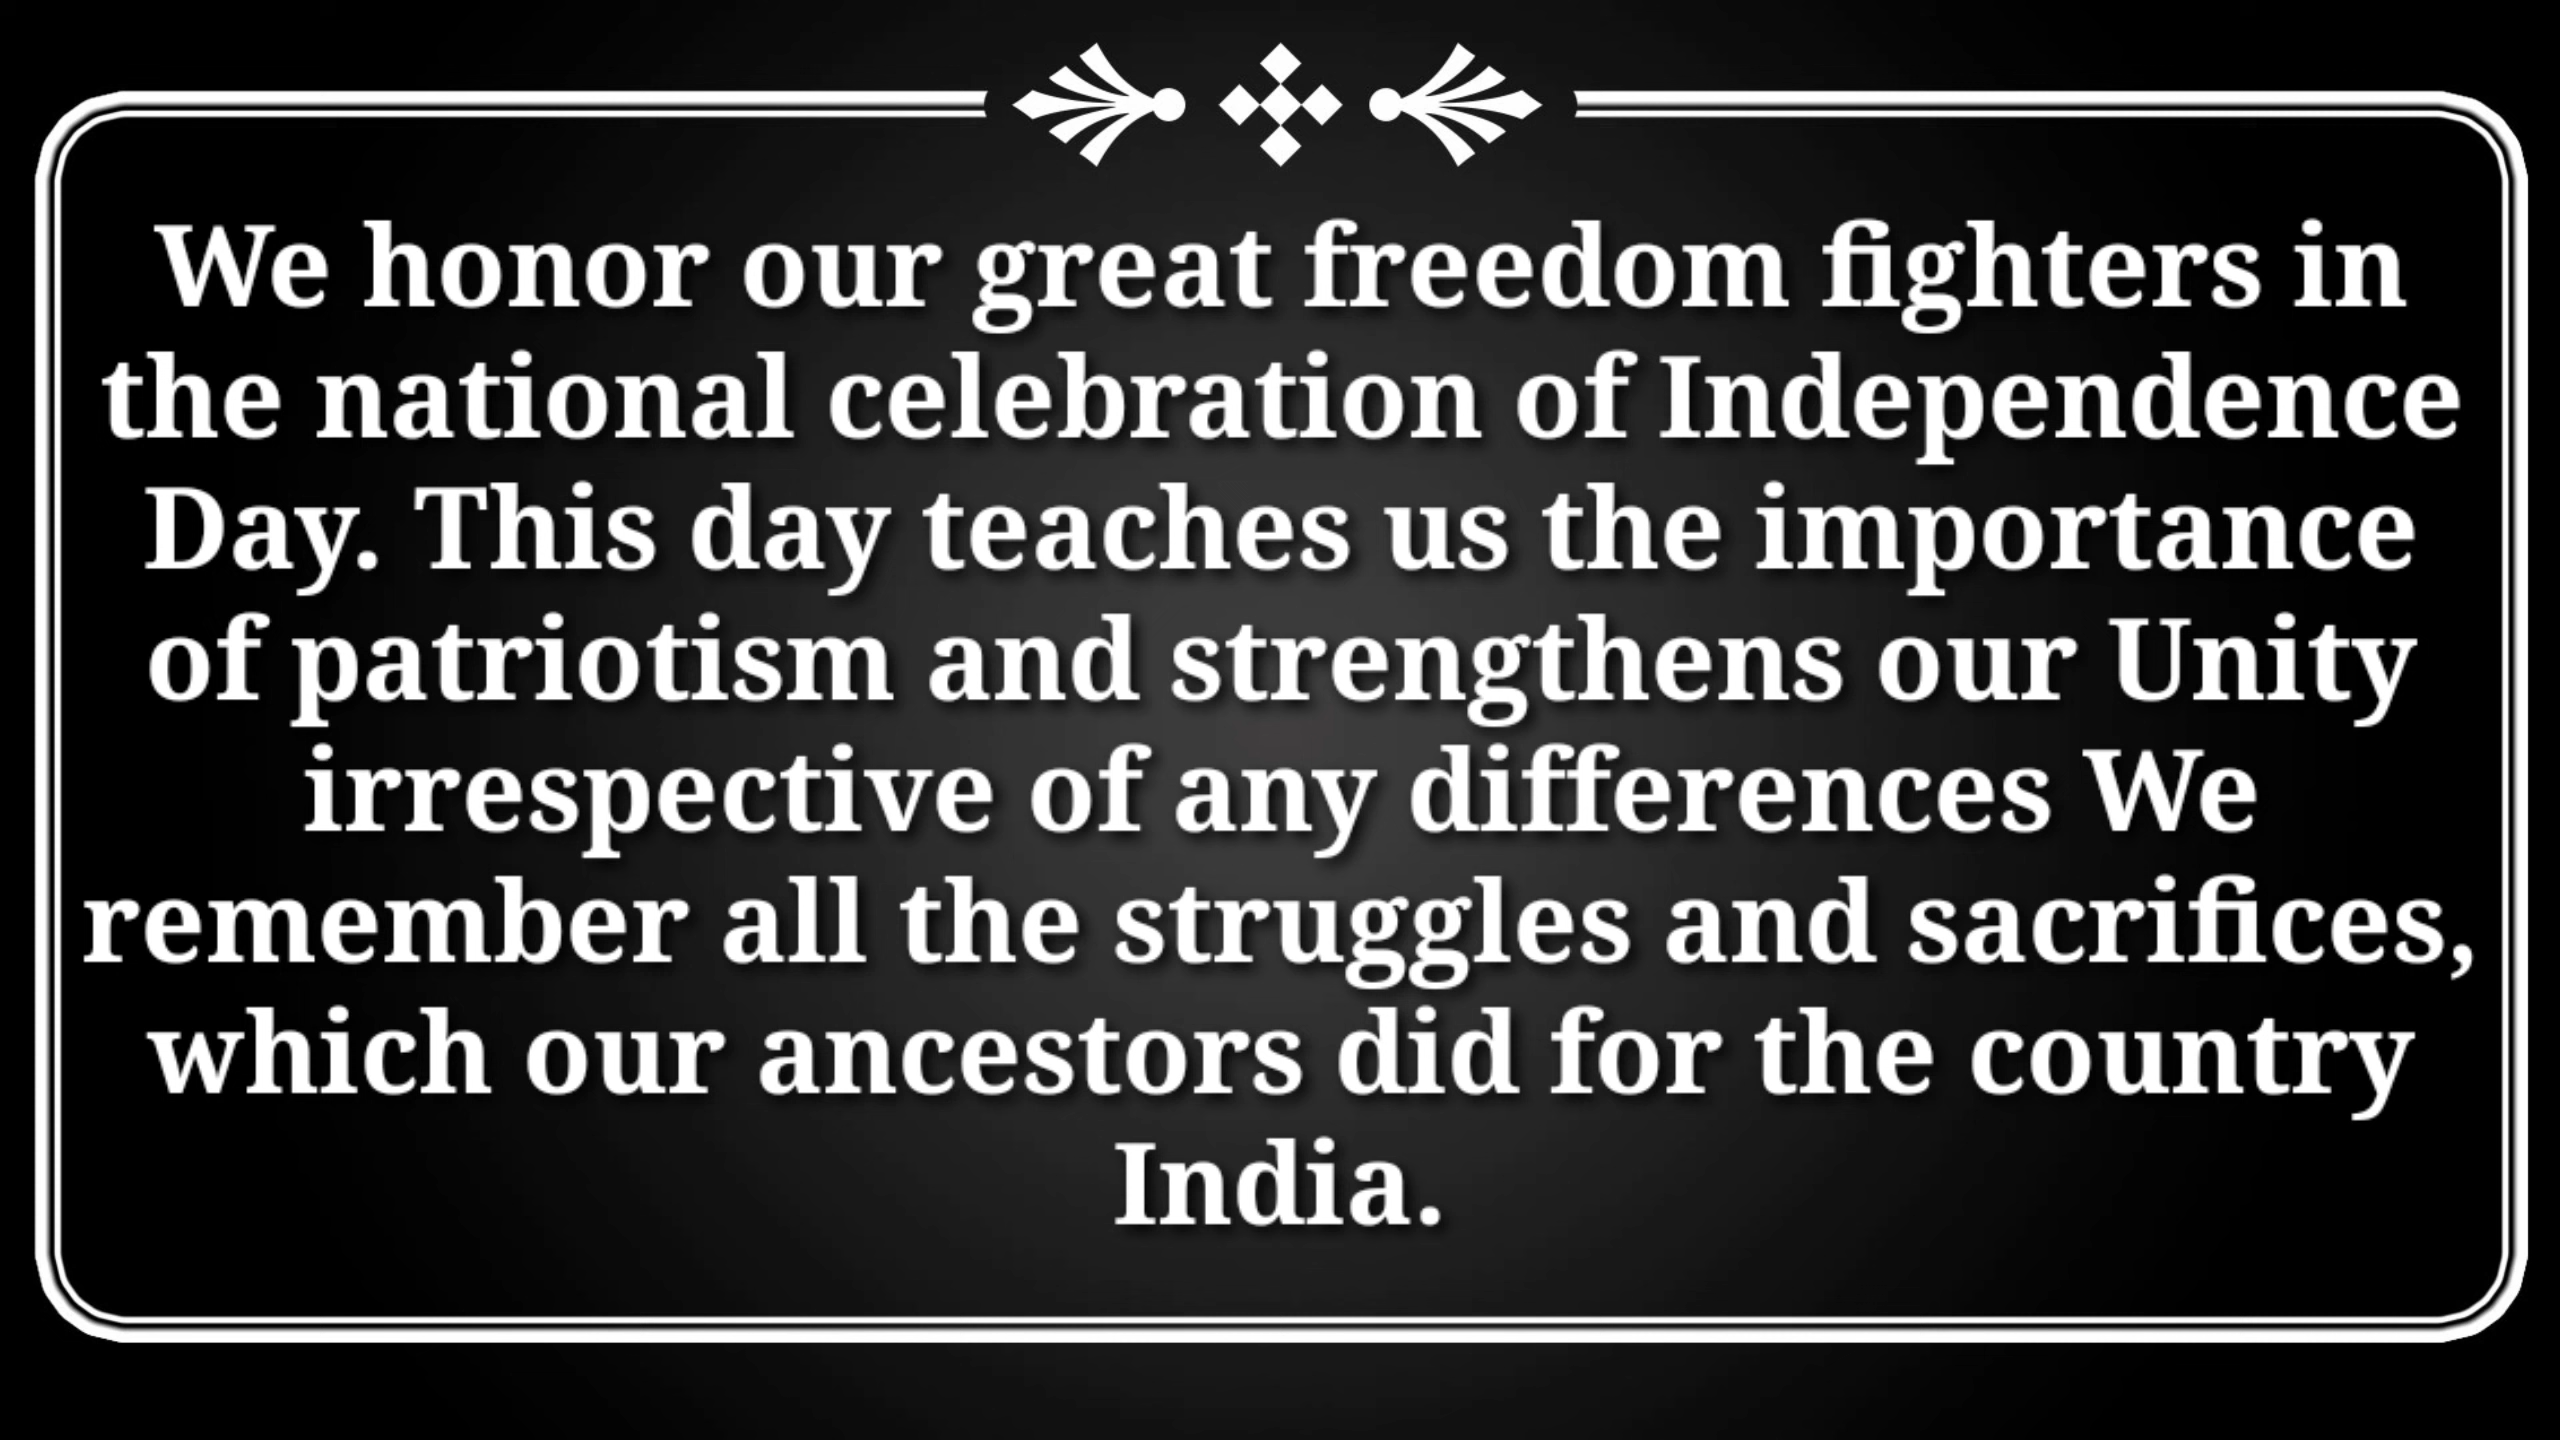 We honor our great freedom fighters in
the national celebration of Independence
Day. This day teaches us the importance
of patriotism and strengthens our Unity
irrespective of any differences We
remember all the struggles and sacrifices,
which our ancestors did for the country
India.